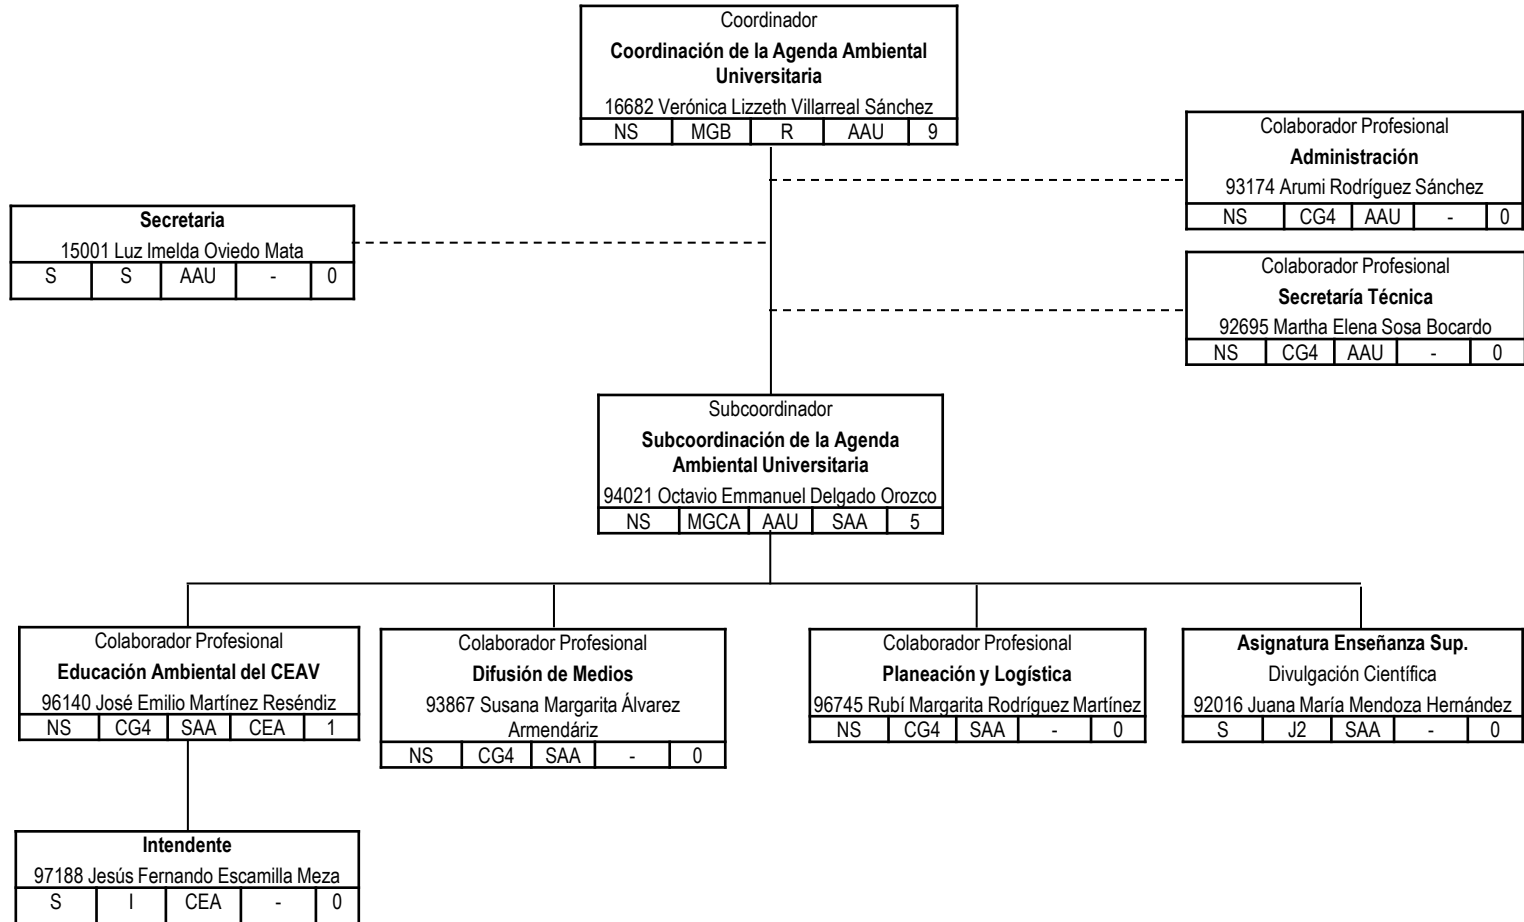 Coordinador
Coordinación de la Agenda Ambiental
Universitaria
16682 Verónica Lizzeth Villarreal Sánchez
NS MGB R AAU 9
Colaborador Profesional
Administración
93174 Arumi Rodríguez Sánchez
NS CG4 AAU - 0
Secretaria
15001 Luz Imelda Oviedo Mata
S S AAU - 0
Colaborador Profesional
Secretaría Técnica
92695 Martha Elena Sosa Bocardo
NS CG4 AAU - 0
Subcoordinador
Subcoordinación de la Agenda
Ambiental Universitaria
94021 Octavio Emmanuel Delgado Orozco
NS MGCA AAU SAA 5
Colaborador Profesional
Educación Ambiental del CEAV
96140 José Emilio Martínez Reséndiz
NS CG4 SAA CEA 1
Colaborador Profesional
Difusión de Medios
93867 Susana Margarita Álvarez
Armendáriz
NS CG4 SAA - 0
Colaborador Profesional
Planeación y Logística
96745 Rubí Margarita Rodríguez Martínez
NS CG4 SAA - 0
Asignatura Enseñanza Sup.
Divulgación Científica
92016 Juana María Mendoza Hernández
S J2 SAA - 0
Intendente
97188 Jesús Fernando Escamilla Meza
S I CEA - 0